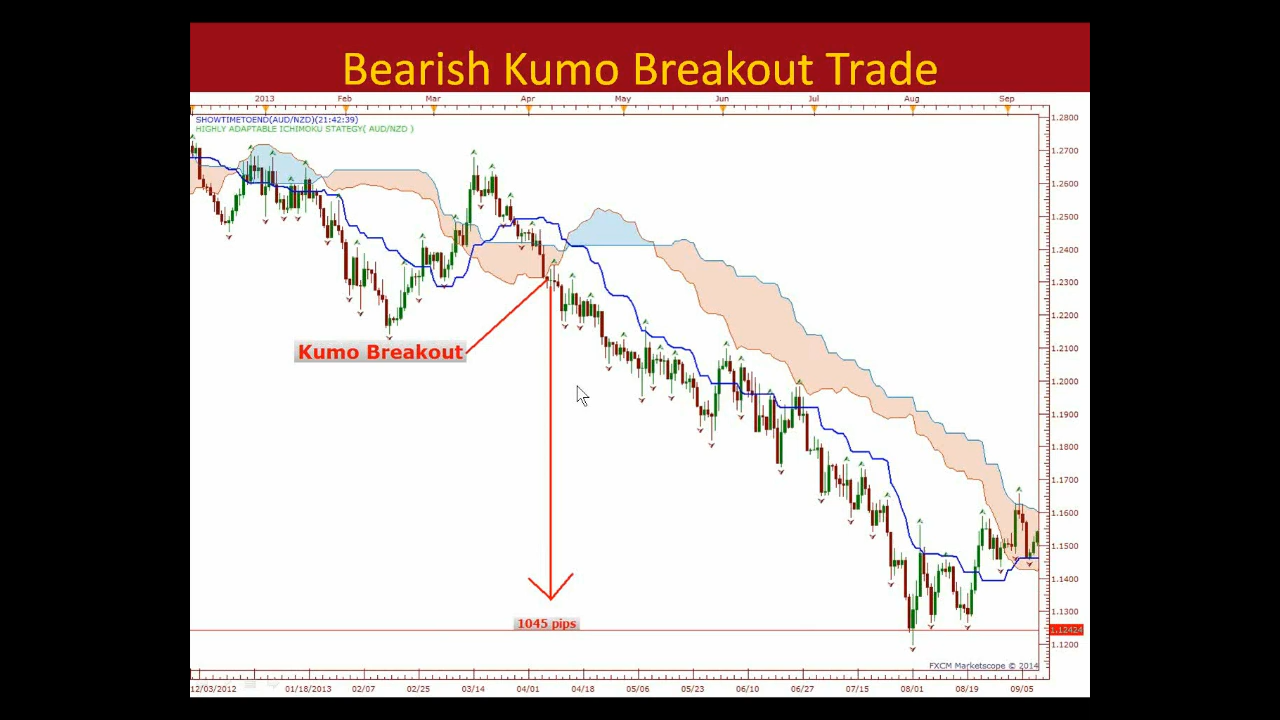 Bearish Kumo Breakout Trade
2013 Feb Mar Apr May Jun Jul Aug Sep
SHOWTIMETOEND(AUD/NZD)(21:42:39)
HIGHLY ADAPTABLE ICHIMOKU STATEGY( AUD/NZD )
1.2800
1.2700
1.2600
1.2500
1.2400
1.2300
1.2200
Kumo Breakout
1.2100
1.2000
1.1900
1.1800
1.1700
1.1600
1.1500
1.1400
1.1300
1045 pips
1.12424
1.1200
FXCM Marketscope © 2014
12/03/2012 01/18/2013 02/07 02/25 03/14 04/01 04/18 05/06 05/23 06/10 06/27 07/15 08/01 08/19 09/05